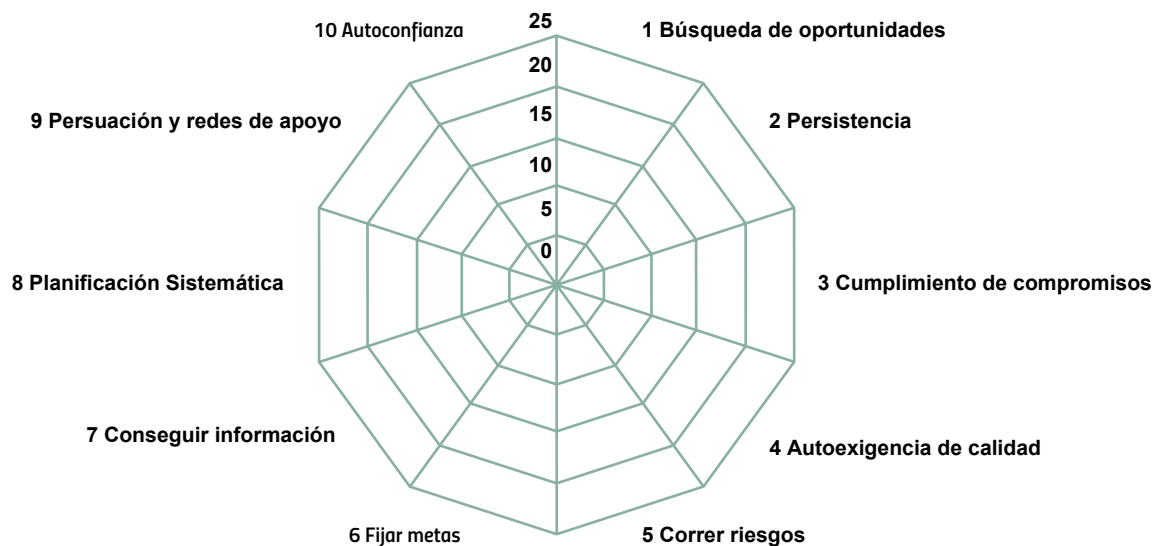 25
10 Autoconfianza
1 Búsqueda de oportunidades
20
15
9 Persuación y redes de apoyo
2 Persistencia
10
5
0
8 Planificación Sistemática
3 Cumplimiento de compromisos
7 Conseguir información
4 Autoexigencia de calidad
6 Fijar metas
5 Correr riesgos